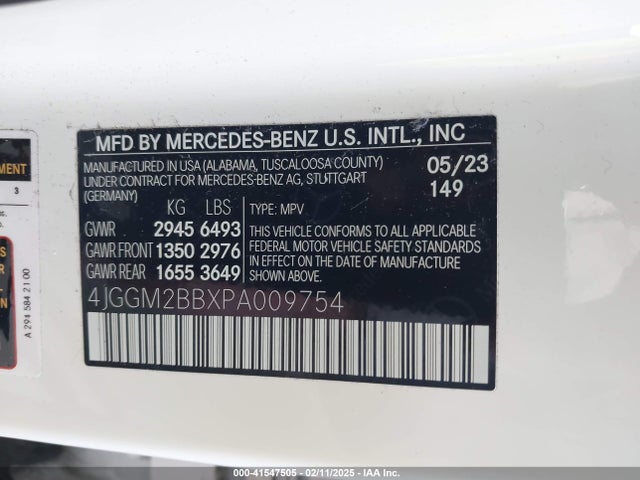 MFD BY MERCEDES-BENZ U.S. INTL., INC
MANUFACTURED IN USA (ALABAMA, TUSCALOOSA COUNTY)
UNDER CONTRACT FOR MERCEDES-BENZ AG, STUTTGART
(GERMANY)
05/23
149
KG LBS
GVWR 2945 6493
GAWR FRONT 1350 2976
GAWR REAR 1655 3649
TYPE: MPV
THIS VEHICLE CONFORMS TO ALL APPLICABLE
FEDERAL MOTOR VEHICLE SAFETY STANDARDS
IN EFFECT ON THE DATE OF MANUFACTURE
SHOWN ABOVE.
4JGGM2BBXPA009754
3
A 294 584 21 00
000-41547505 - 02/11/2025 - IAAI.COM